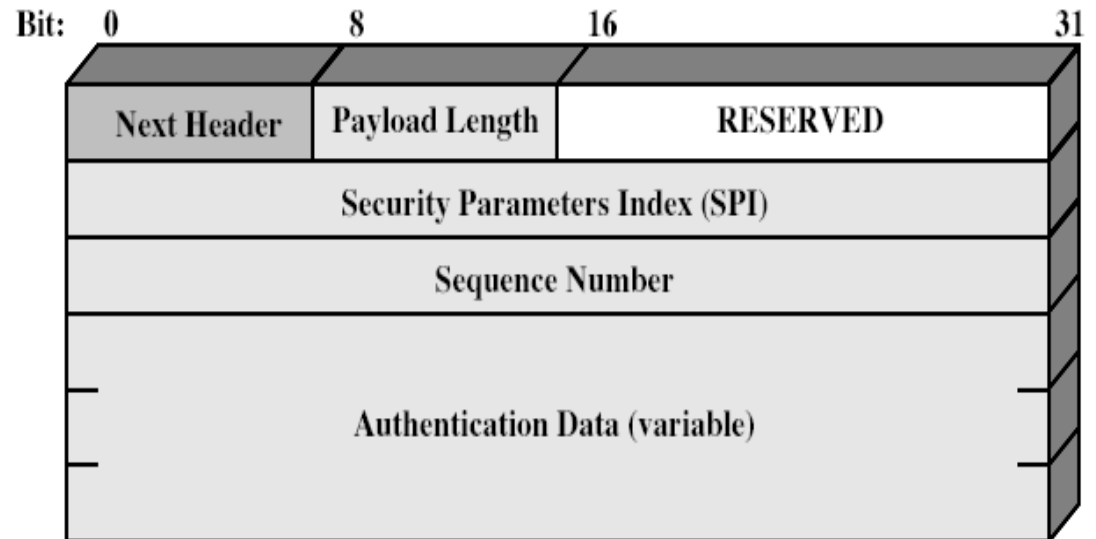 Bit: 0 8 16 31
Next Header Payload Length RESERVED
Security Parameters Index (SPI)
Sequence Number
Authentication Data (variable)